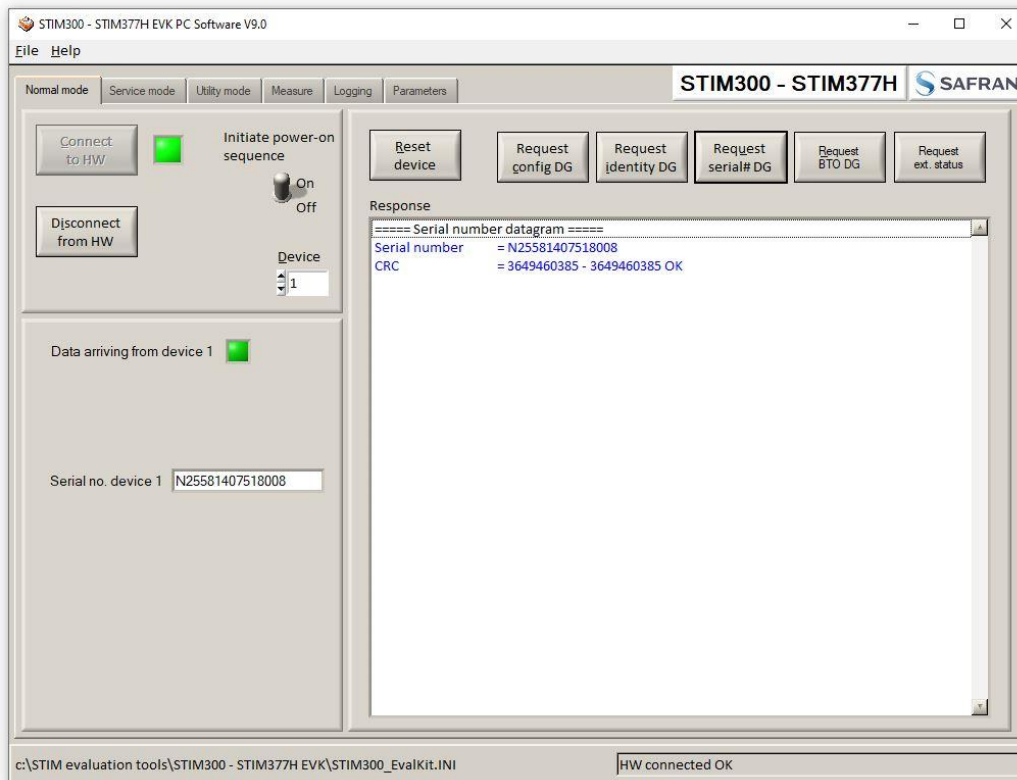 STIM300 - STIM377H EVK PC Software V9.0
File Help
Normal mode Service mode Utility mode Measure Logging Parameters
STIM300 - STIM377H SAFRAN
Connect
to HW
Initiate power-on
sequence
On
Off
Disconnect
from HW
Device
1
Data arriving from device 1
Serial no. device 1 N25581407518008
Reset
device
Request
config DG
Request
identity DG
Request
serial# DG
Request
BTO DG
Request
ext. status
Response
===== Serial number datagram =====
Serial number = N25581407518008
CRC = 3649460385 - 3649460385 OK
c:\STIM evaluation tools\STIM300 - STIM377H EVK\STIM300_EvalKit.INI
HW connected OK